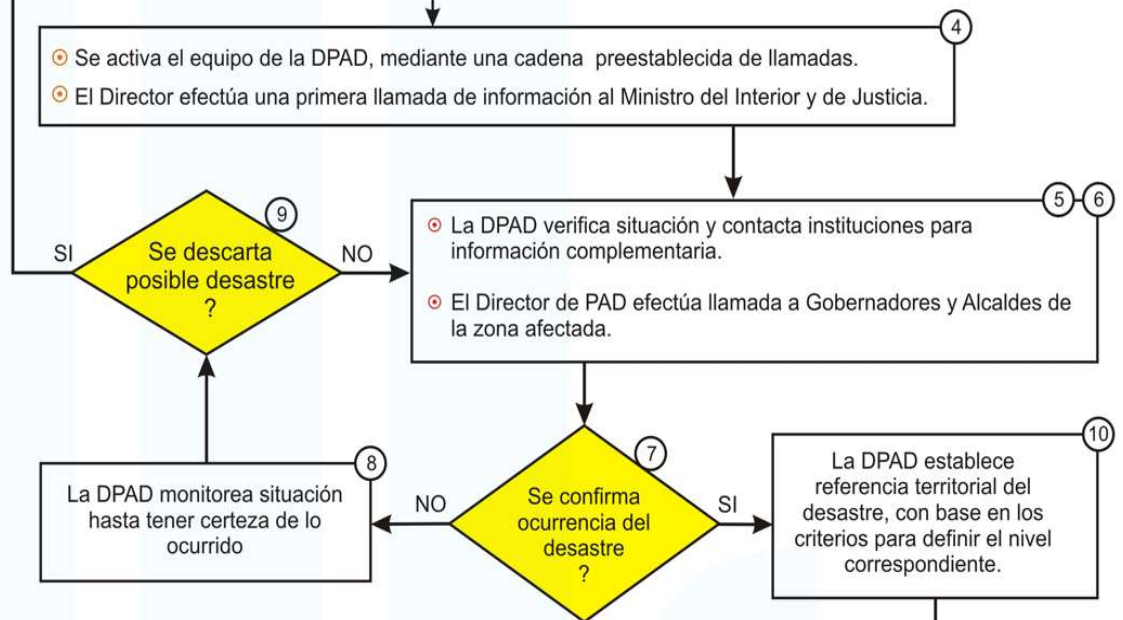 4
Se activa el equipo de la DPAD, mediante una cadena preestablecida de llamadas.
El Director efectúa una primera llamada de información al Ministro del Interior y de Justicia.
5 6
La DPAD verifica situación y contacta instituciones para
información complementaria.
El Director de PAD efectúa llamada a Gobernadores y Alcaldes de
la zona afectada.
9
SI
Se descarta
posible desastre
?
NO
7
Se confirma
ocurrencia del
desastre
?
NO
SI
8
La DPAD monitorea situación
hasta tener certeza de lo
ocurrido
10
La DPAD establece
referencia territorial del
desastre, con base en los
criterios para definir el nivel
correspondiente.